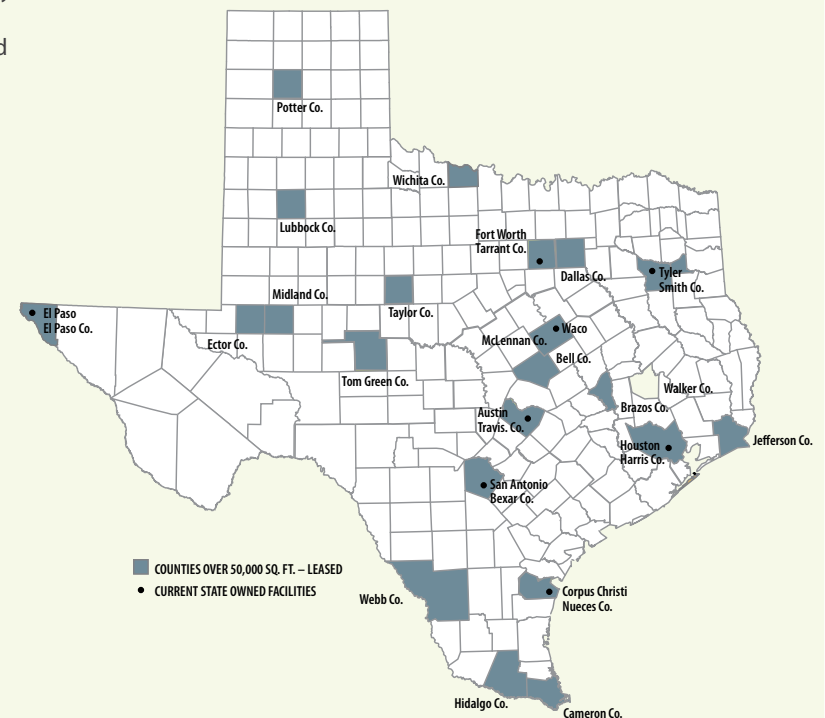 d
Potter Co.
Wichita Co.
Lubbock Co.
Fort Worth
Tarrant Co.
Dallas Co.
Tyler
Smith Co.
Midland Co.
Taylor Co.
El Paso
El Paso Co.
Ector Co.
Waco
McLennan Co.
Bell Co.
Tom Green Co.
Walker Co.
Brazos Co.
Austin
Travis. Co.
Jefferson Co.
Houston
Harris Co.
San Antonio
Bexar Co.
COUNTIES OVER 50,000 SQ. FT. – LEASED
CURRENT STATE OWNED FACILITIES
Webb Co.
Corpus Christi
Nueces Co.
Hidalgo Co.
Cameron Co.